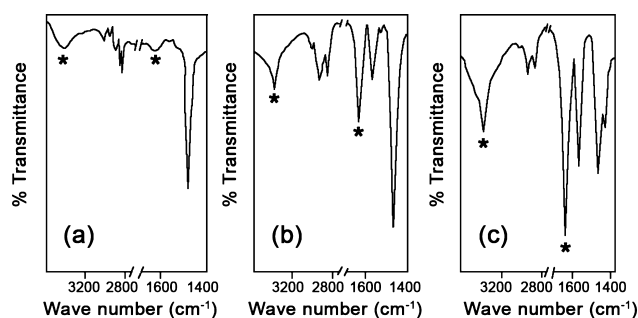 % Transmittance
(a)
*
*
3200 2800 1400
Wave number (cm⁻¹)
% Transmittance
(b)
*
*
3200 2800 1600 1400
Wave number (cm⁻¹)
% Transmittance
(c)
*
*
3200 2800 1600 1400
Wave number (cm⁻¹)